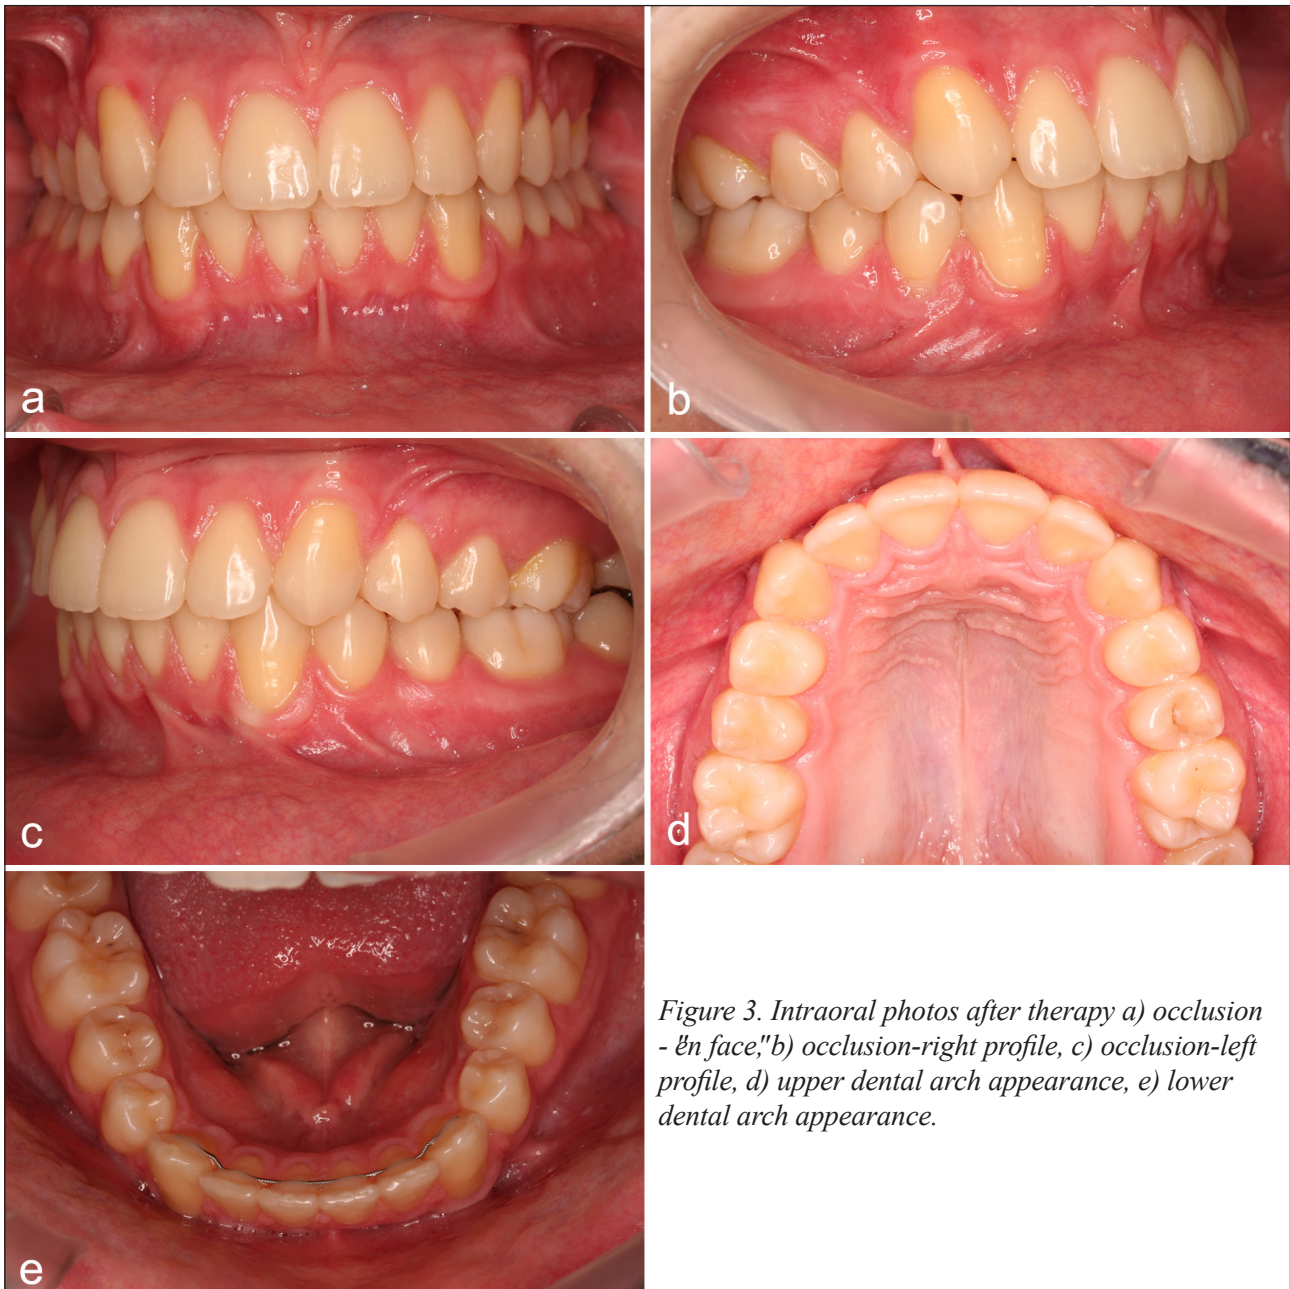 a
b
c
d
e
Figure 3. Intraoral photos after therapy a) occlusion
- "en face," b) occlusion-right profile, c) occlusion-left
profile, d) upper dental arch appearance, e) lower
dental arch appearance.